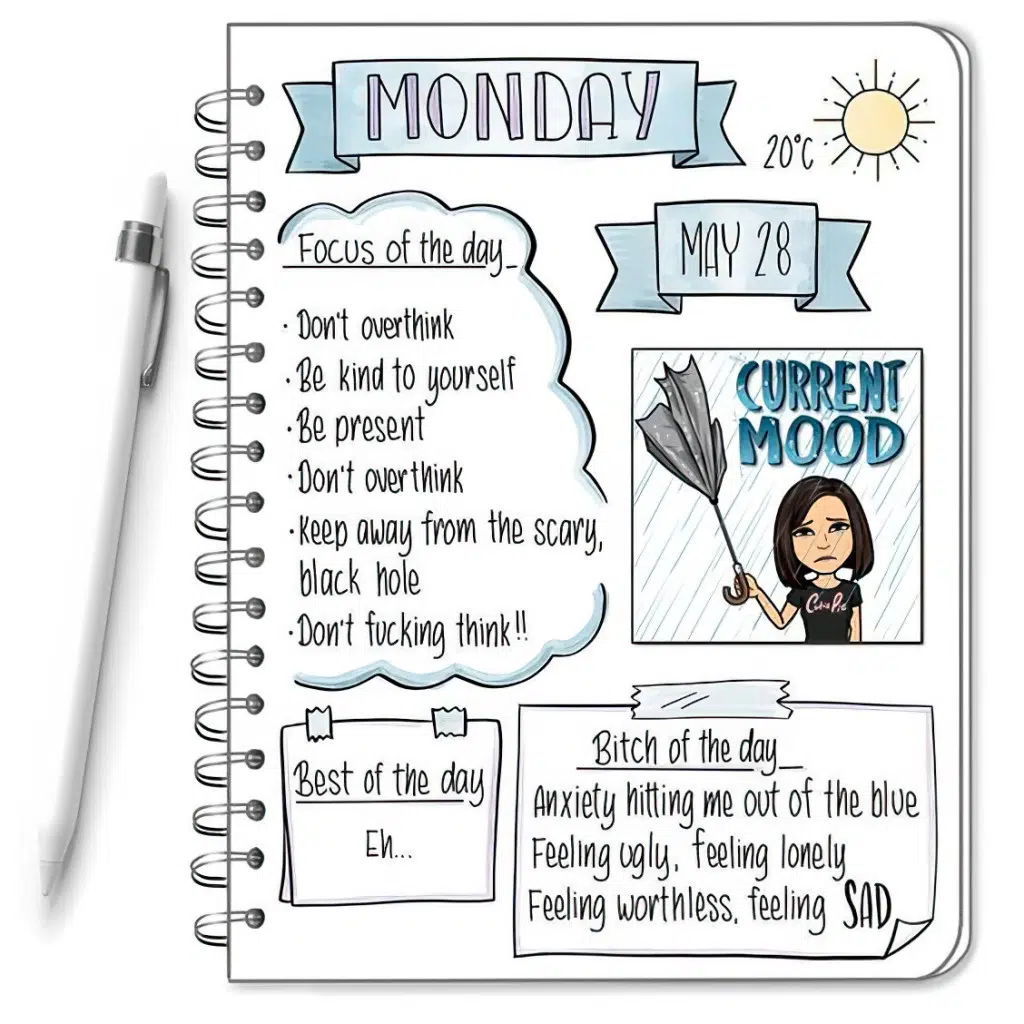 MONDAY
20°C
MAY 28
Focus of the day
· Don't overthink
· Be kind to yourself
· Be present
· Don't overthink
· Keep away from the scary,
black hole
· Don't fucking think!!
CURRENT
MOOD
Cutie Pie
Best of the day
Eh...
Bitch of the day
Anxiety hitting me out of the blue
Feeling ugly, feeling lonely
Feeling worthless, feeling SAD